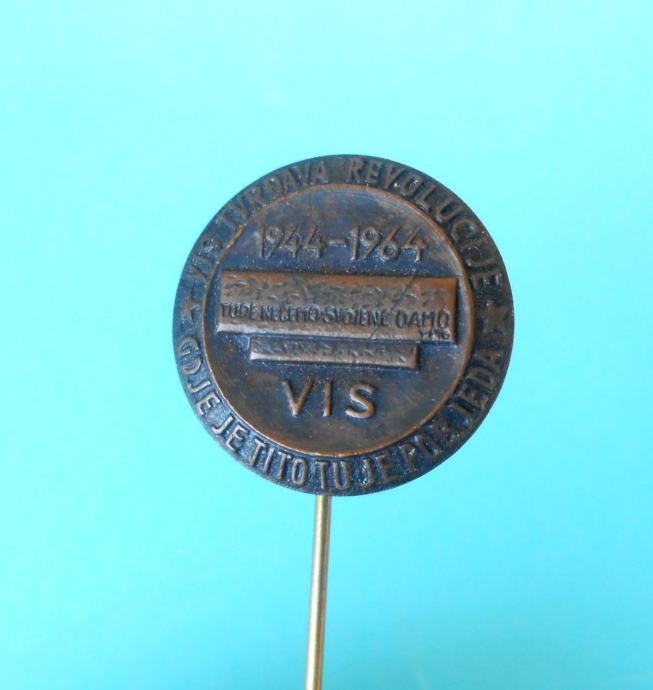 VIS TVRĐAVA REVOLUCIJE
1944-1964
TUĐE NEĆEMO SVOJE NE DAMO
VIS
GDJE JE TITO TU JE POBJEDA